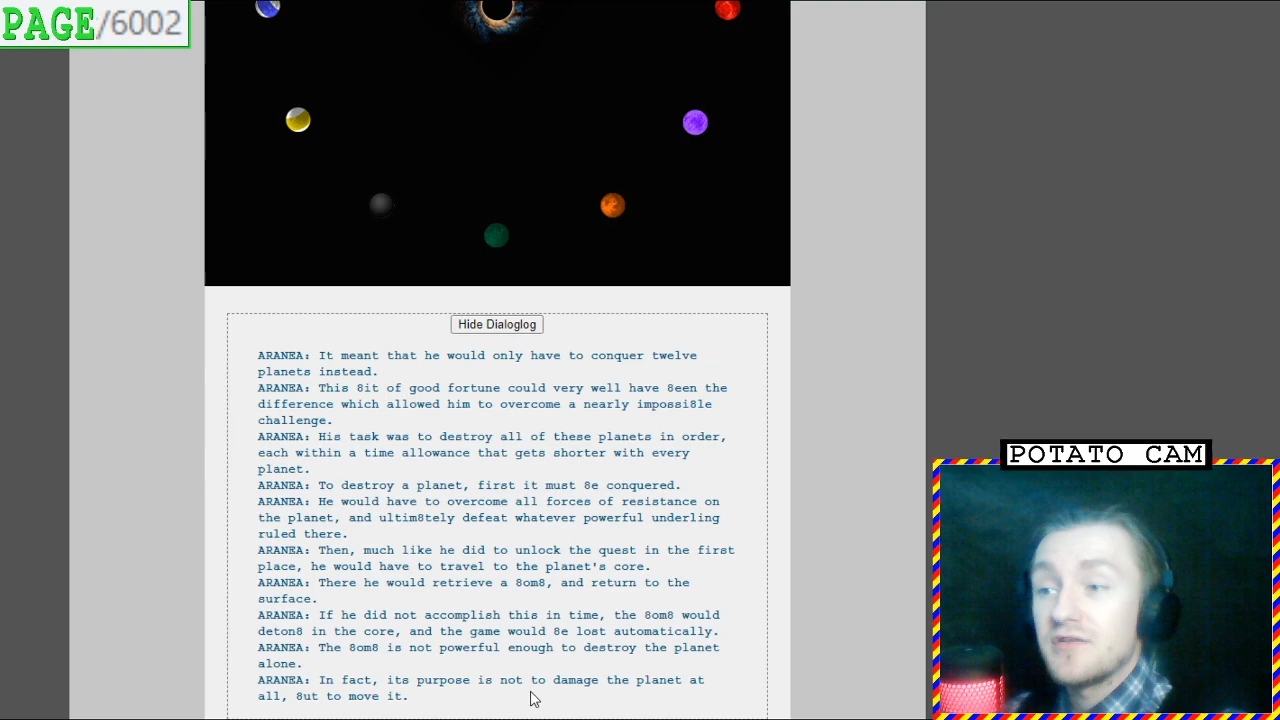 PAGE/6002
Hide Dialoglog
ARANEA: It meant that he would only have to conquer twelve
planets instead.
ARANEA: This 8it of good fortune could very well have 8een the
difference which allowed him to overcome a nearly impossi8le
challenge.
ARANEA: His task was to destroy all of these planets in order,
each within a time allowance that gets shorter with every
planet.
ARANEA: To destroy a planet, first it must 8e conquered.
ARANEA: He would have to overcome all forces of resistance on
the planet, and ultim8tely defeat whatever powerful underling
ruled there.
ARANEA: Then, much like he did to unlock the quest in the first
place, he would have to travel to the planet's core.
ARANEA: There he would retrieve a 8om8, and return to the
surface.
ARANEA: If he did not accomplish this in time, the 8om8 would
deton8 in the core, and the game would 8e lost automatically.
ARANEA: The 8om8 is not powerful enough to destroy the planet
alone.
ARANEA: In fact, its purpose is not to damage the planet at
all, 8ut to move it.
POTATO CAM